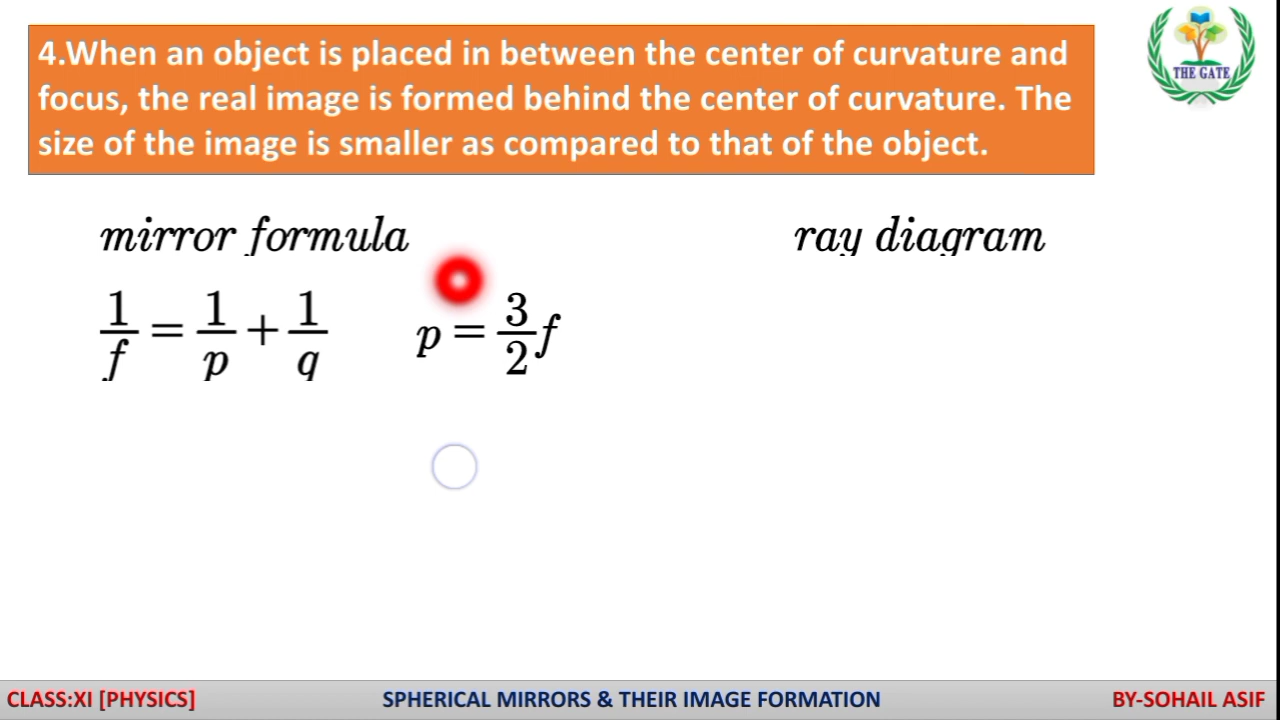 4.When an object is placed in between the center of curvature and
focus, the real image is formed behind the center of curvature. The
size of the image is smaller as compared to that of the object.
THE GATE
mirror formula
ray diagram
1/f = 1/p + 1/q
p = 3/2 f
CLASS:XI [PHYSICS]
SPHERICAL MIRRORS & THEIR IMAGE FORMATION
BY-SOHAIL ASIF